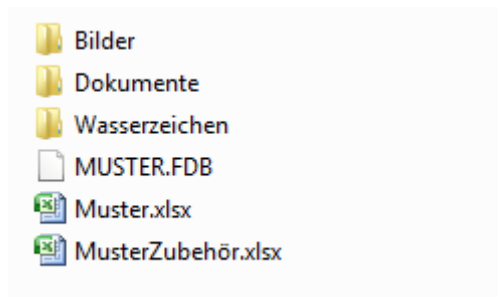 Bilder
Dokumente
Wasserzeichen
MUSTER.FDB
Muster.xlsx
MusterZubehör.xlsx